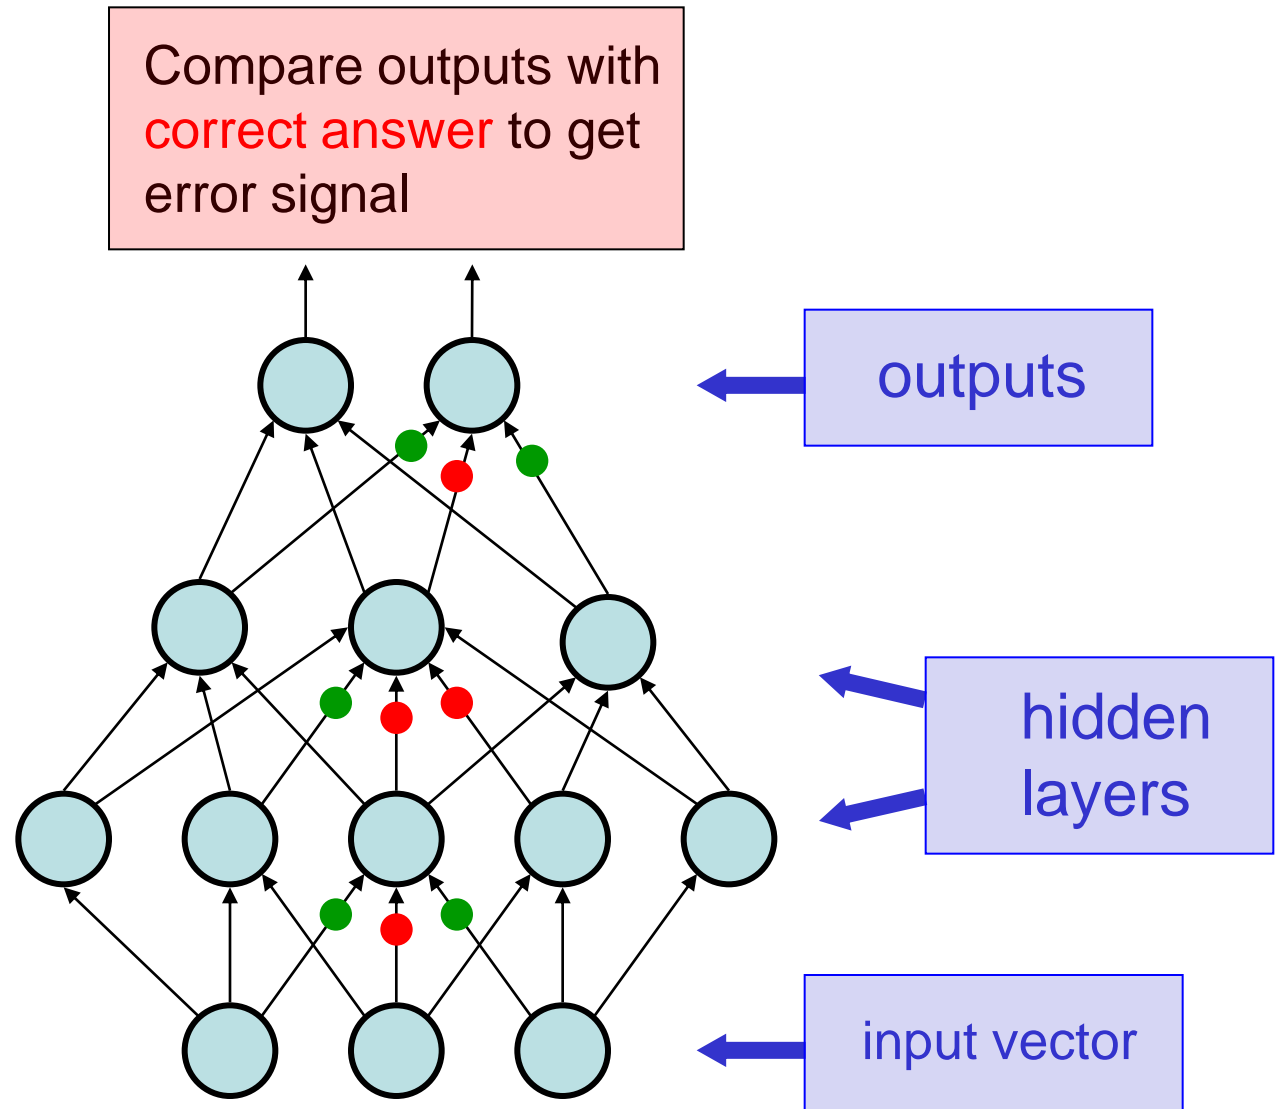 Compare outputs with
correct answer to get
error signal
outputs
hidden
layers
input vector